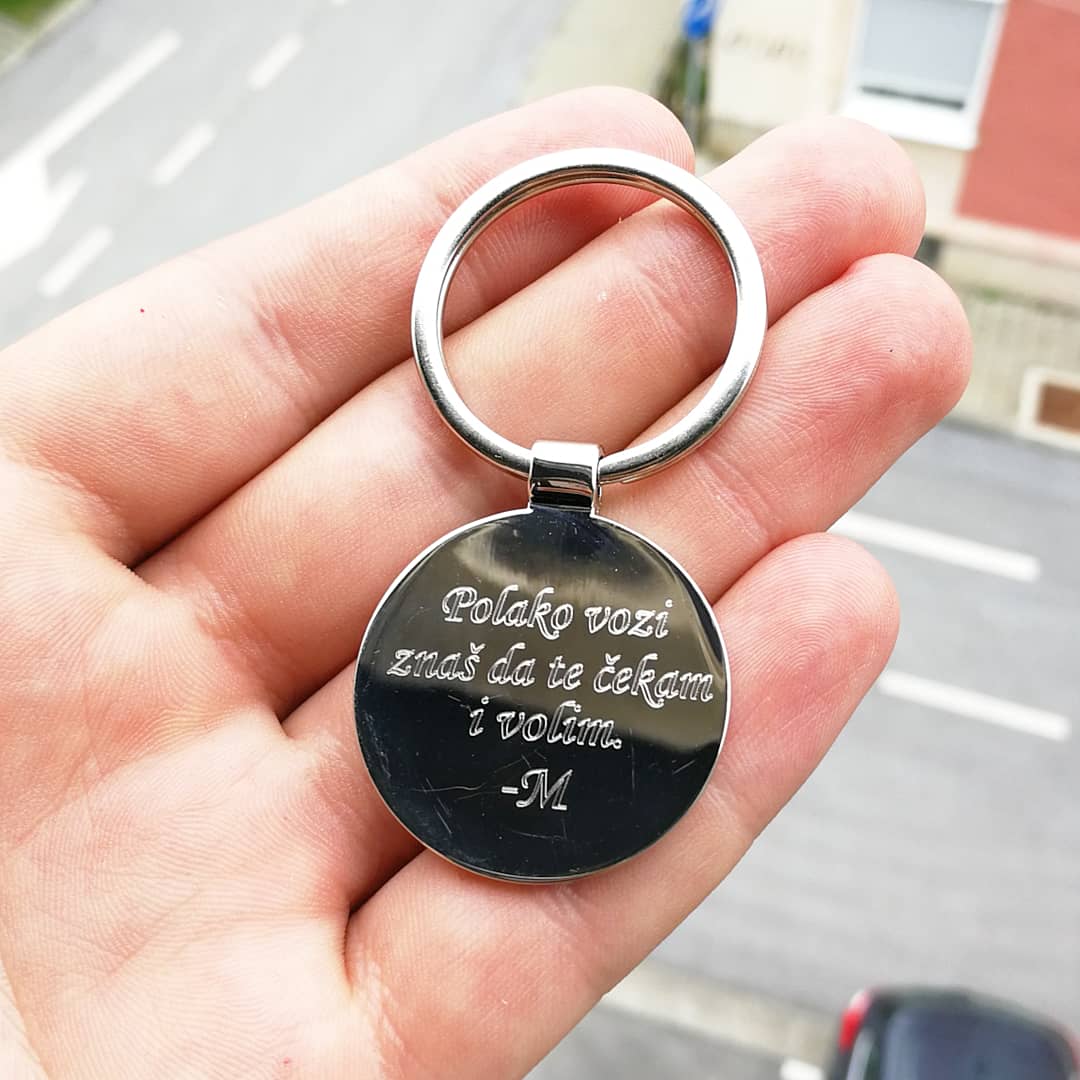 Polako vozi
znaš da te čekam
i volim.
-M